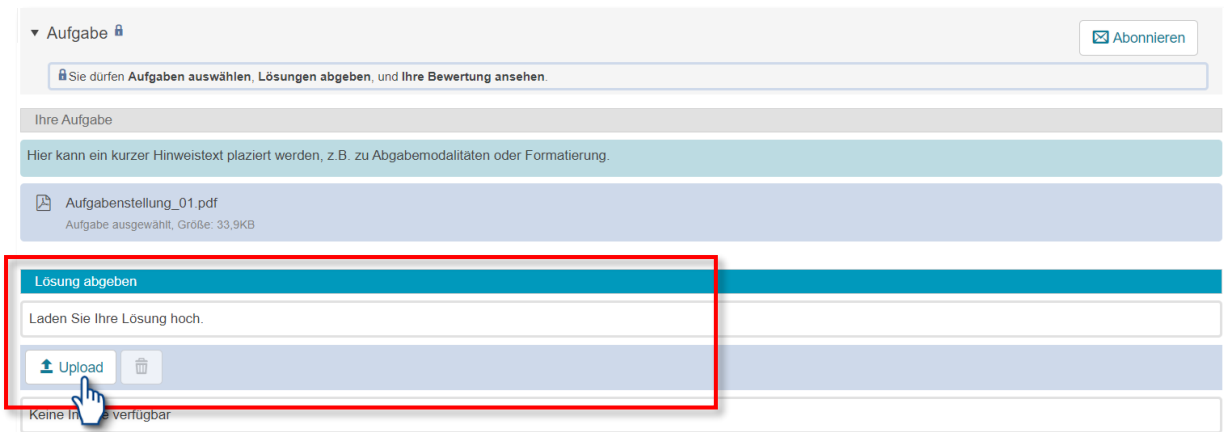 Aufgabe
Abonnieren
Sie dürfen Aufgaben auswählen, Lösungen abgeben, und Ihre Bewertung ansehen.
Ihre Aufgabe
Hier kann ein kurzer Hinweistext plaziert werden, z.B. zu Abgabemodalitäten oder Formatierung.
Aufgabenstellung_01.pdf
Aufgabe ausgewählt, Größe: 33,9KB
Lösung abgeben
Laden Sie Ihre Lösung hoch.
Upload
Keine verfügbar